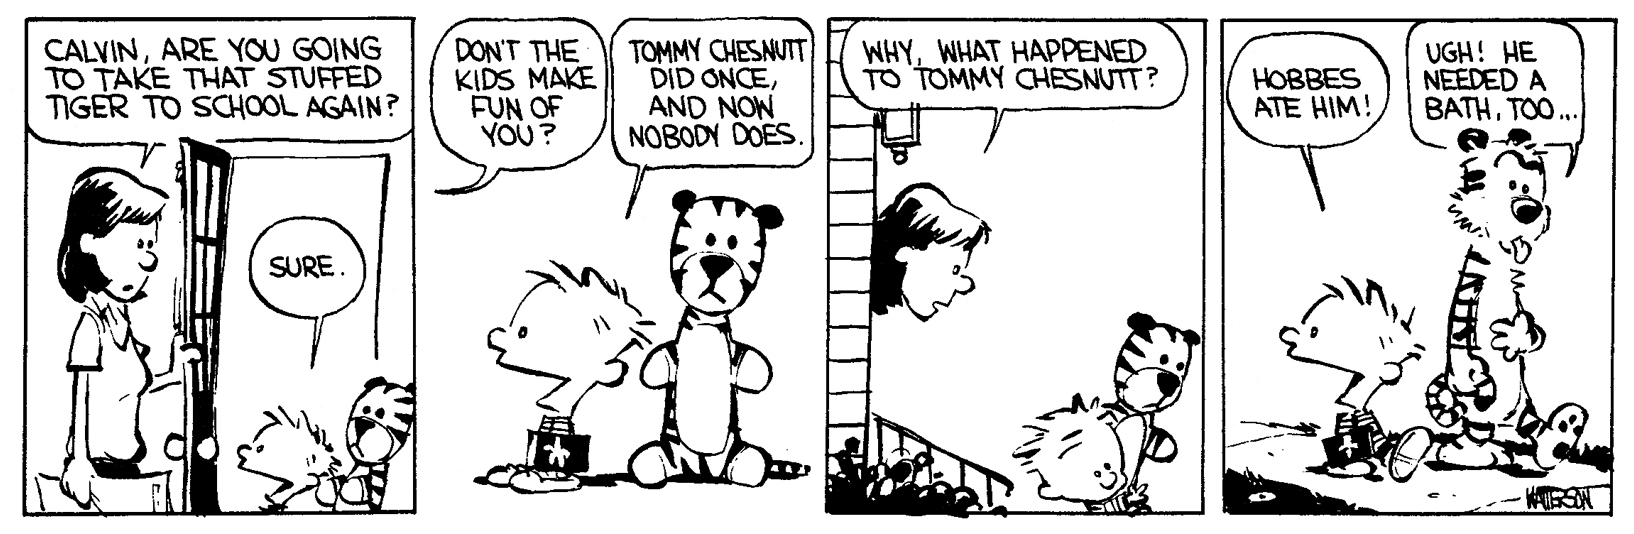 CALVIN, ARE YOU GOING
TO TAKE THAT STUFFED
TIGER TO SCHOOL AGAIN?
SURE.
DON'T THE
KIDS MAKE
FUN OF
YOU?
TOMMY CHESNUTT
DID ONCE,
AND NOW
NOBODY DOES.
WHY, WHAT HAPPENED
TO TOMMY CHESNUTT?
HOBBES
ATE HIM!
UGH! HE
NEEDED A
BATH, TOO...
WATTERSON